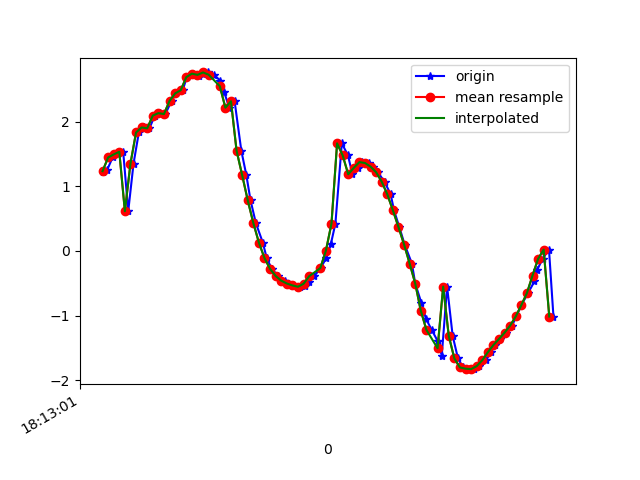 origin
mean resample
interpolated
2
1
0
−1
−2
18:13:01
0